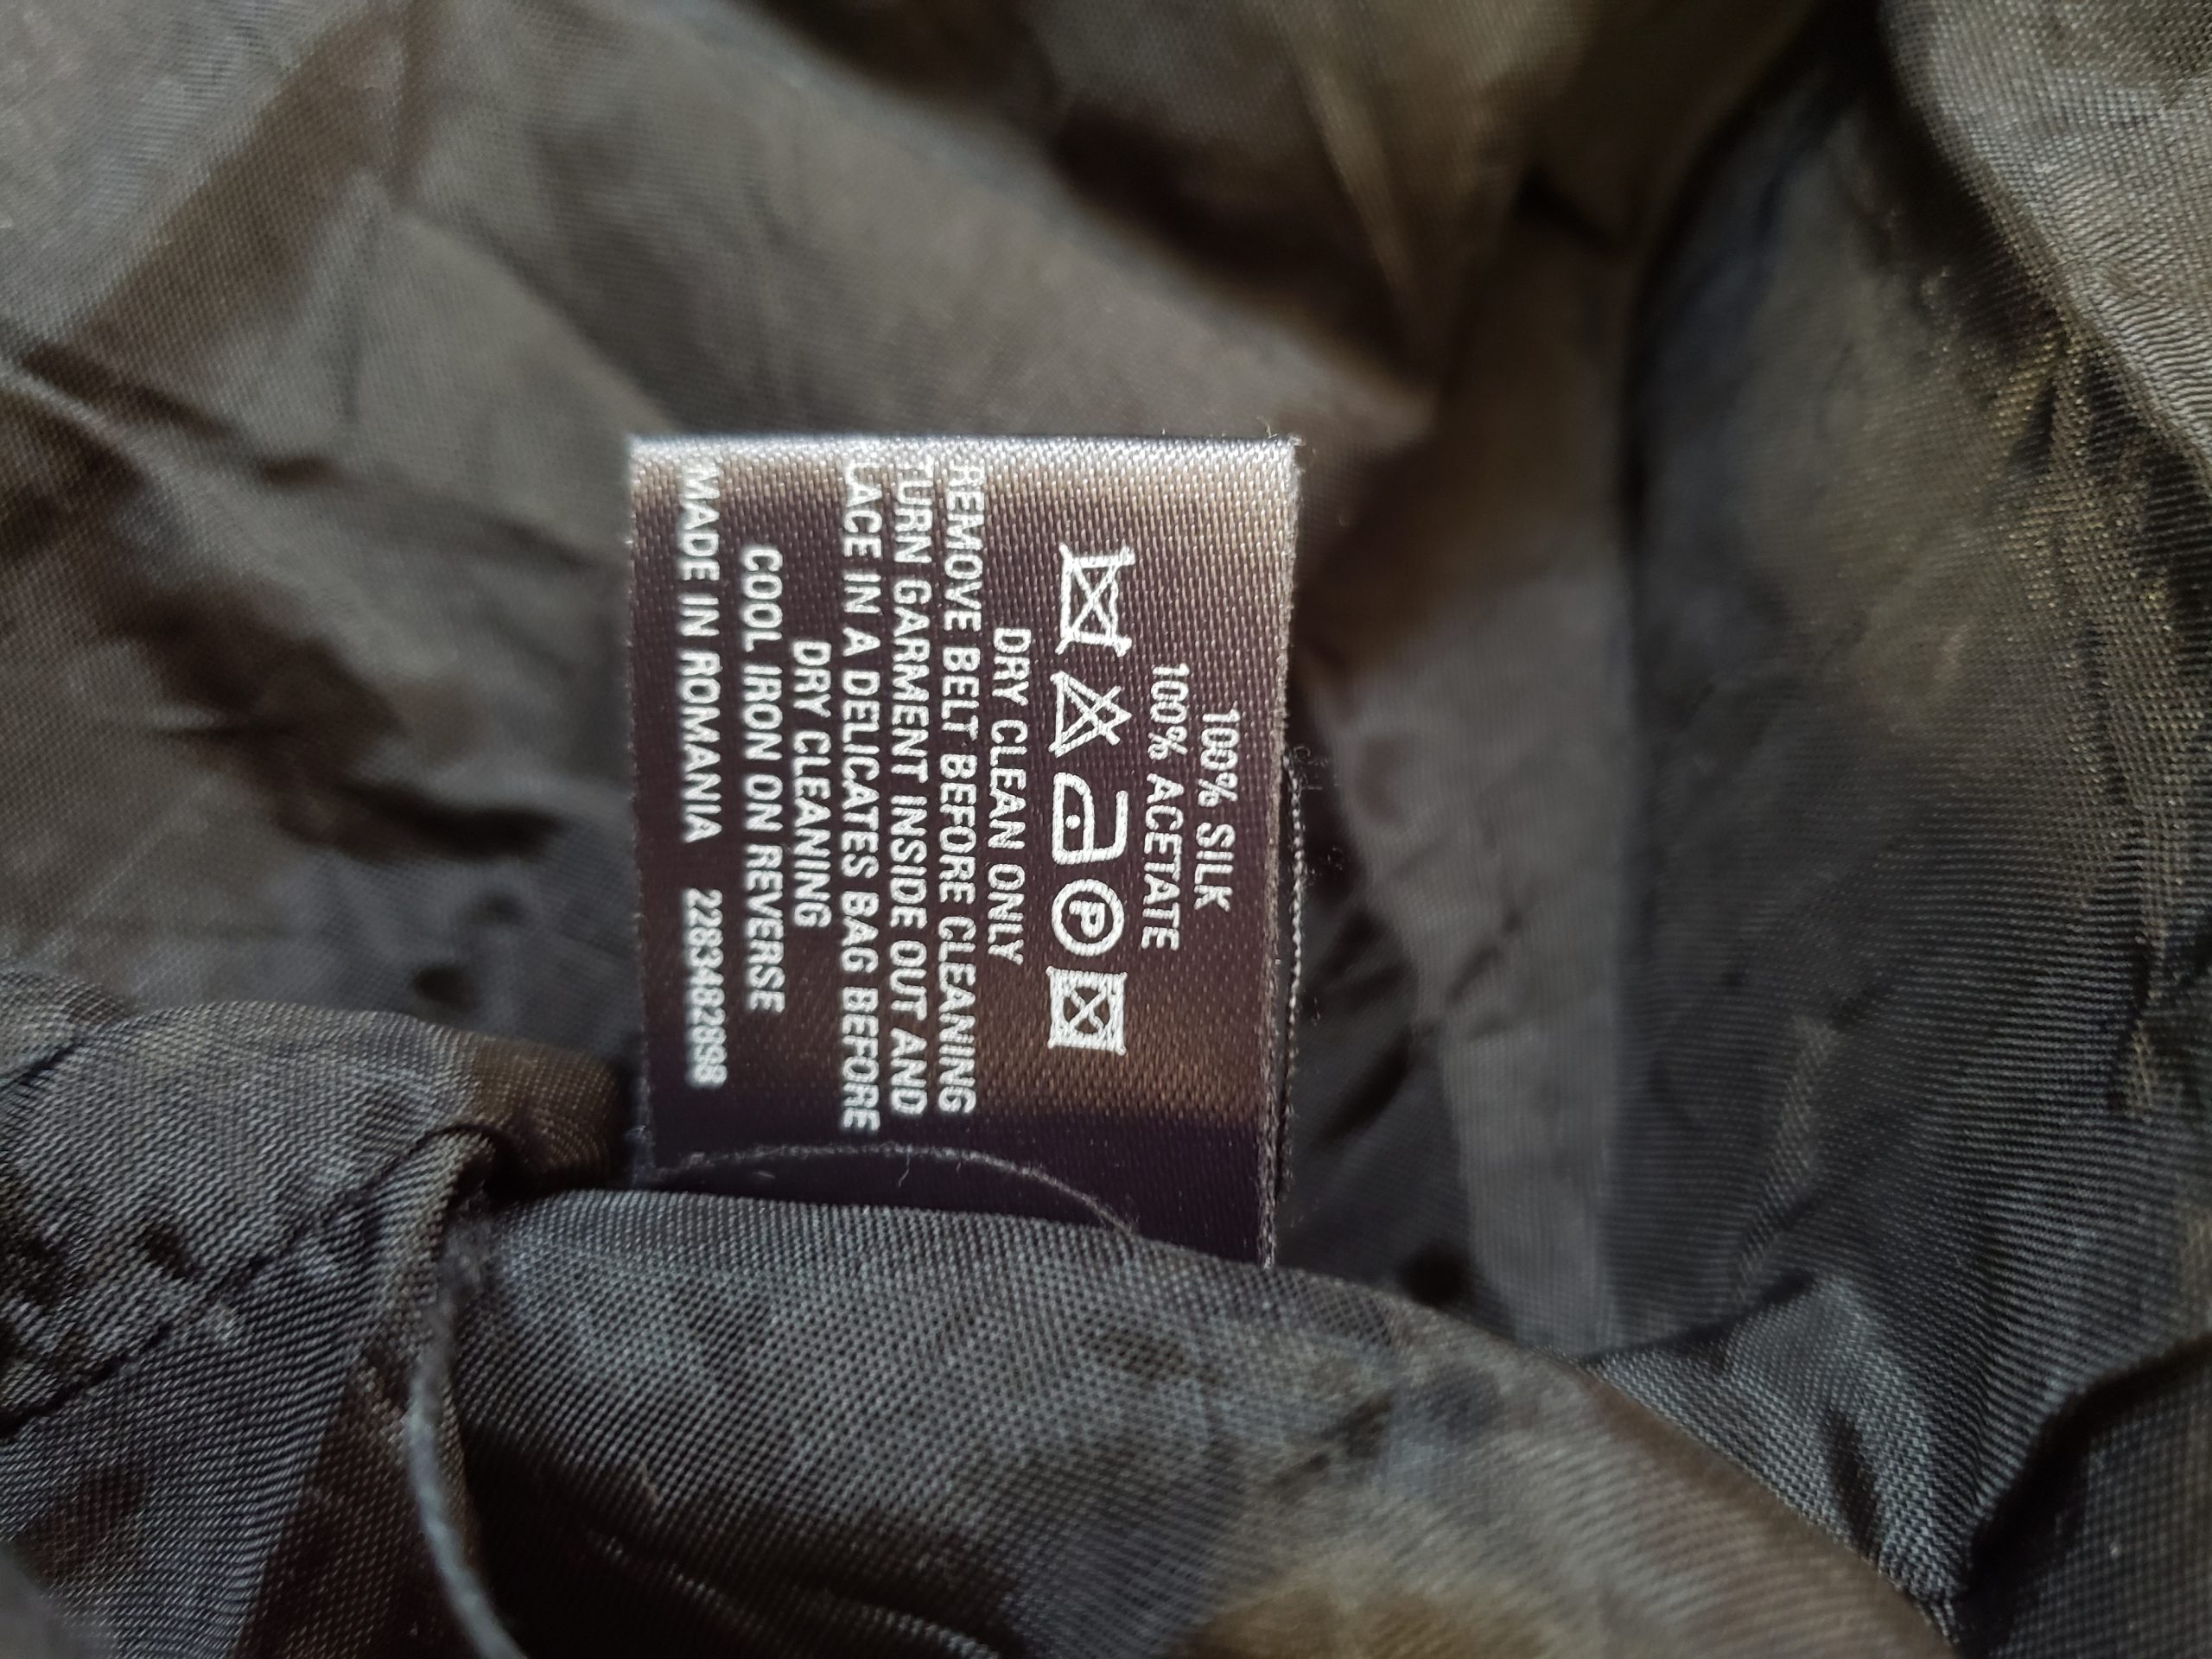 100% SILK
100% ACETATE
DRY CLEAN ONLY
REMOVE BELT BEFORE CLEANING
TURN GARMENT INSIDE OUT AND
LACE IN A DELICATES BAG BEFORE
DRY CLEANING
COOL IRON ON REVERSE
MADE IN ROMANIA 2283482898